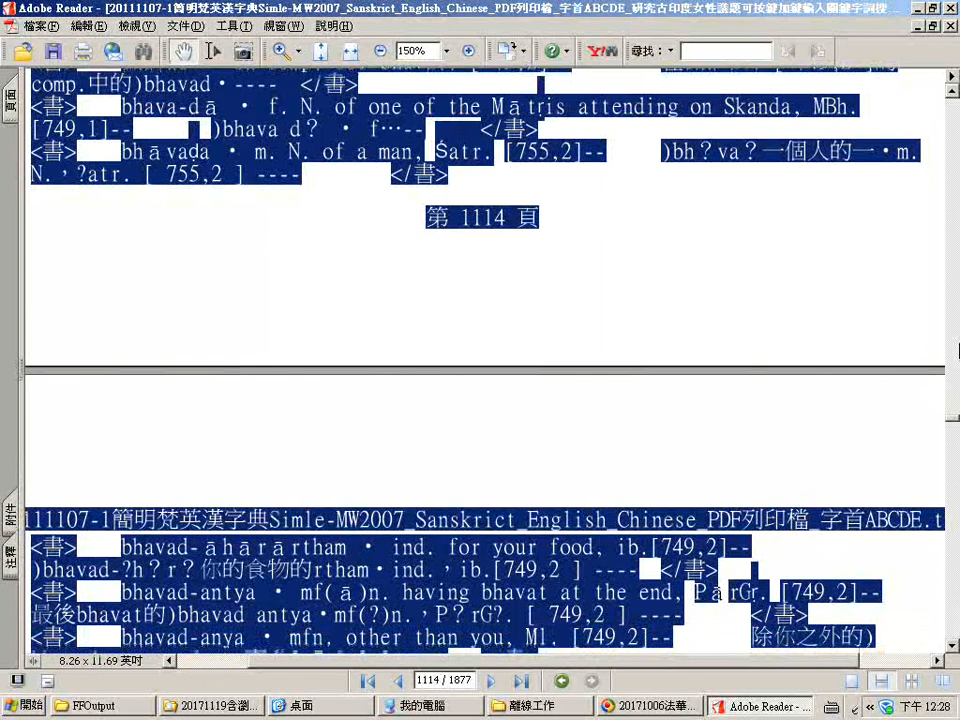 Adobe Reader - [20111107-1簡明梵英漢字典Simle-MW2007_Sanskrict_English_Chinese_PDF列印檔_字首ABCDE_研究古印度女性議題可按鍵加鍵輸入關鍵字詞搜...
檔案(F) 編輯(E) 檢視(V) 文件(D) 工具(T) 視窗(W) 說明(H)
150% Y! 尋找：
頁面
comp.中的)bhavad·---- </書>
<書> bhava-dā · f. N. of one of the Mātṛis attending on Skanda, MBh.
[749,1]-- )bhava d? · f…-- </書>
<書> bhāvaḍa · m. N. of a man, Śatr. [755,2]-- )bh?va?一個人的一·m.
N.，?atr. [ 755,2 ] ---- </書>
第 1114 頁
附件
注釋
111107-1簡明梵英漢字典Simle-MW2007_Sanskrict_English_Chinese_PDF列印檔_字首ABCDE.t
<書> bhavad-āhārārtham · ind. for your food, ib.[749,2]--
)bhavad-?h?r?你的食物的rtham·ind.，ib.[749,2 ] ---- </書>
<書> bhavad-antya · mf(ā)n. having bhavat at the end, PārGṛ. [749,2]--
最後bhavat的)bhavad antya·mf(?)n.，P?rG?. [ 749,2 ] ---- </書>
<書> bhavad-anya · mfn. other than you, Ml. [749,2]-- 除你之外的)
8.26 x 11.69 英吋
1114 / 1877
開始 FFOutput 20171119含瀏... 桌面 我的電腦 離線工作 20171006法華... Adobe Reader - ... 下午 12:28